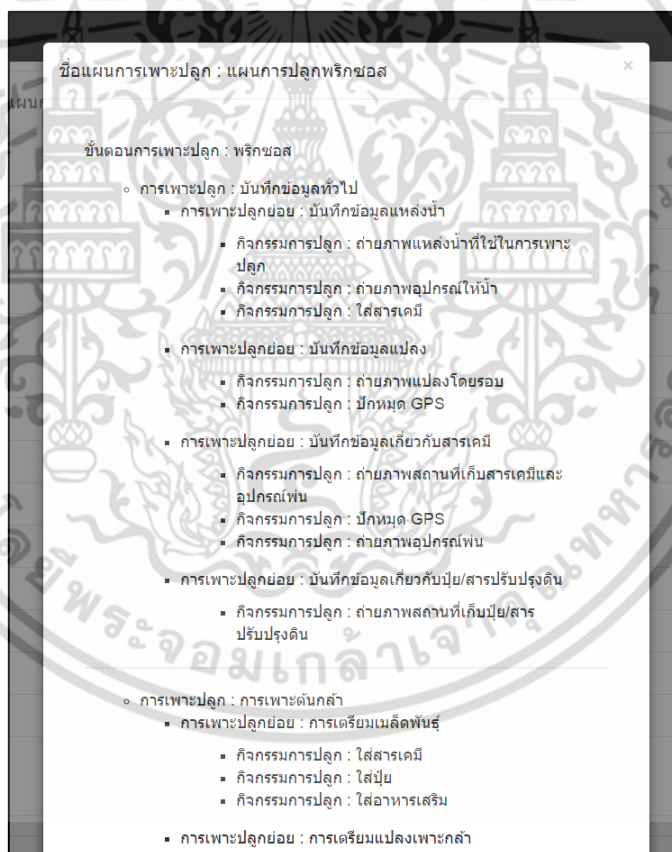 ชื่อแผนการเพาะปลูก : แผนการปลูกพริกซอส
×
แผนก
ขั้นตอนการเพาะปลูก : พริกซอส
การเพาะปลูก : บันทึกข้อมูลทั่วไป
การเพาะปลูกย่อย : บันทึกข้อมูลแหล่งน้ำ
กิจกรรมการปลูก : ถ่ายภาพแหล่งน้ำที่ใช้ในการเพาะ
ปลูก
กิจกรรมการปลูก : ถ่ายภาพอุปกรณ์ให้น้ำ
กิจกรรมการปลูก : ใส่สารเคมี
การเพาะปลูกย่อย : บันทึกข้อมูลแปลง
กิจกรรมการปลูก : ถ่ายภาพแปลงโดยรอบ
กิจกรรมการปลูก : ปักหมุด GPS
การเพาะปลูกย่อย : บันทึกข้อมูลเกี่ยวกับสารเคมี
กิจกรรมการปลูก : ถ่ายภาพสถานที่เก็บสารเคมีและ
อุปกรณ์พ่น
กิจกรรมการปลูก : ปักหมุด GPS
กิจกรรมการปลูก : ถ่ายภาพอุปกรณ์พ่น
การเพาะปลูกย่อย : บันทึกข้อมูลเกี่ยวกับปุ๋ย/สารปรับปรุงดิน
กิจกรรมการปลูก : ถ่ายภาพสถานที่เก็บปุ๋ย/สาร
ปรับปรุงดิน
พระจอมเกล้าเจ้าคุณทหาร
การเพาะปลูก : การเพาะต้นกล้า
การเพาะปลูกย่อย : การเตรียมเมล็ดพันธุ์
กิจกรรมการปลูก : ใส่สารเคมี
กิจกรรมการปลูก : ใส่ปุ๋ย
กิจกรรมการปลูก : ใส่อาหารเสริม
การเพาะปลูกย่อย : การเตรียมแปลงเพาะกล้า